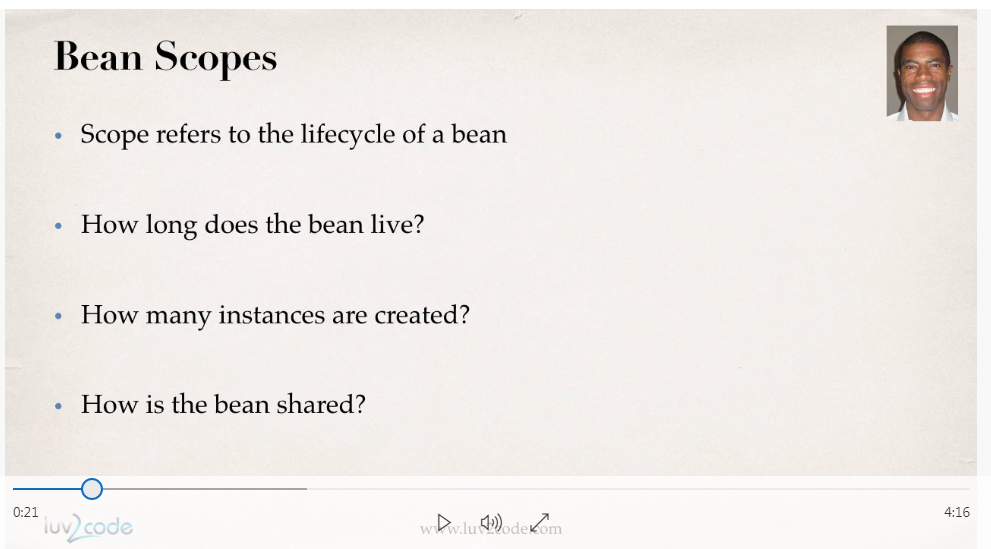 Bean Scopes
• Scope refers to the lifecycle of a bean
• How long does the bean live?
• How many instances are created?
• How is the bean shared?
0:21
4:16
luv2code
www.luv2code.com